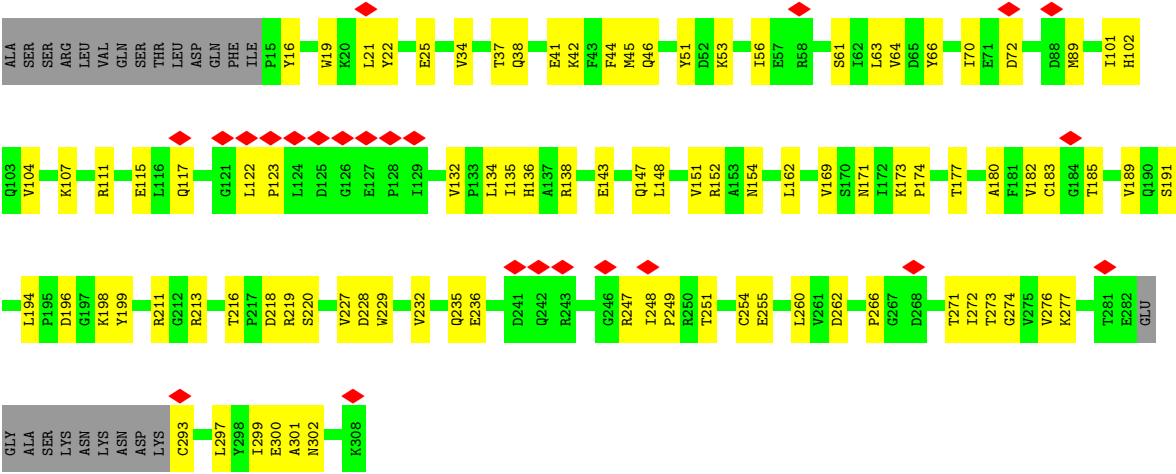 ALA SER SER ARG LEU VAL GLN SER THR LEU ASP GLN PHE ILE P15 Y16 W19 K20 L21 Y22 E25 V34 T37 Q38 E41 K42 F43 F44 M45 Q46 Y51 D52 K53 I56 E57 R58 S61 I62 L63 V64 D65 Y66 I70 E71 D72 D88 M89 I101 H102
Q103 V104 K107 R111 E115 L116 Q117 G121 L122 P123 L124 D125 G126 E127 P128 I129 V132 P133 L134 I135 H136 A137 R138 E143 Q147 L148 V151 R152 A153 N154 L162 V169 S170 N171 I172 K173 P174 T177 A180 F181 V182 C183 G184 T185 V189 Q190 S191
L194 P195 D196 G197 K198 Y199 R211 G212 R213 T216 P217 D218 R219 S220 V227 D228 W229 V232 Q235 E236 D241 Q242 R243 G246 R247 I248 P249 R250 T251 C254 E255 L260 V261 D262 P266 G267 D268 T271 I272 T273 G274 V275 V276 K277 T281 E282 GLU
GLY ALA SER LYS ASN LYS ASN ASP LYS C293 L297 Y298 I299 E300 A301 N302 K308